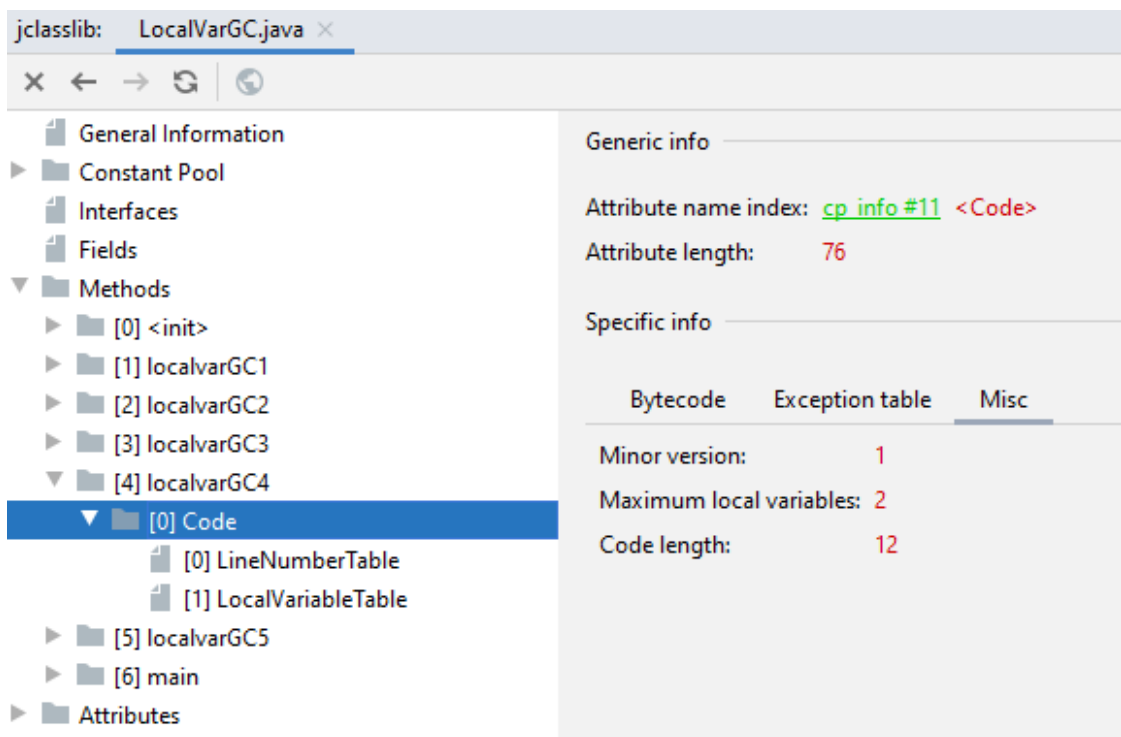 jclasslib: LocalVarGC.java
General Information
Constant Pool
Interfaces
Fields
Methods
[0] <init>
[1] localvarGC1
[2] localvarGC2
[3] localvarGC3
[4] localvarGC4
[0] Code
[0] LineNumberTable
[1] LocalVariableTable
[5] localvarGC5
[6] main
Attributes
Generic info
Attribute name index: cp_info #11 <Code>
Attribute length: 76
Specific info
Bytecode Exception table Misc
Minor version: 1
Maximum local variables: 2
Code length: 12